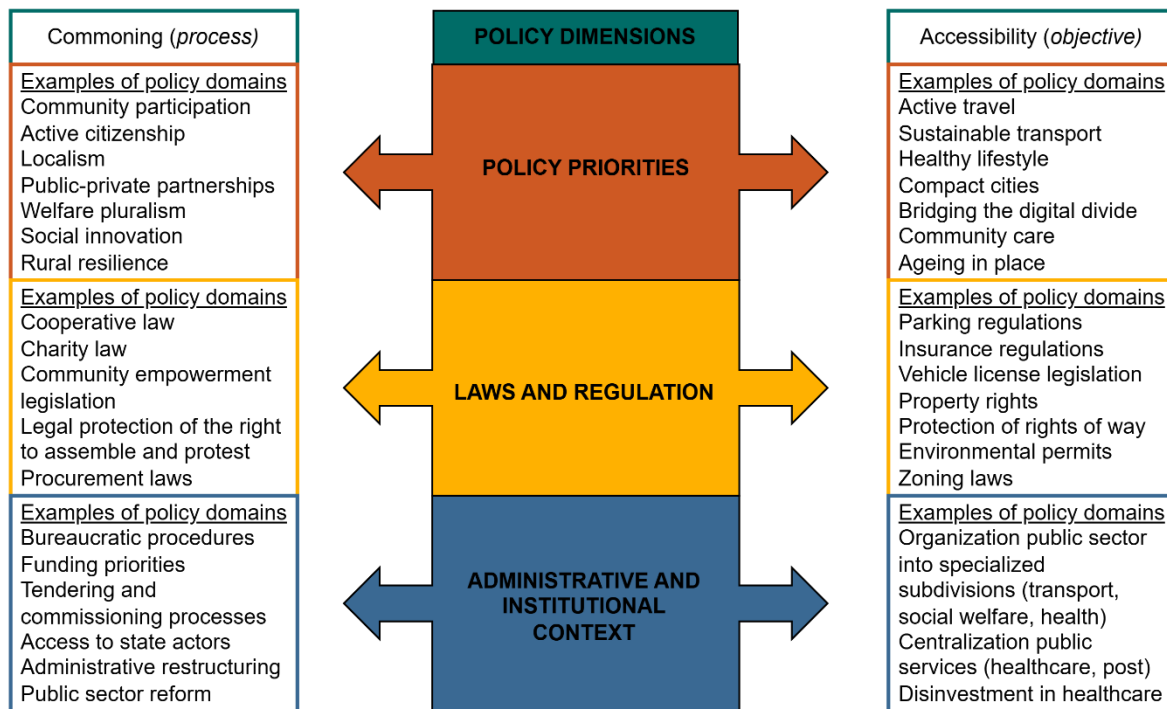 Commoning (process)
Examples of policy domains
Community participation
Active citizenship
Localism
Public-private partnerships
Welfare pluralism
Social innovation
Rural resilience
Examples of policy domains
Cooperative law
Charity law
Community empowerment
legislation
Legal protection of the right
to assemble and protest
Procurement laws
Examples of policy domains
Bureaucratic procedures
Funding priorities
Tendering and
commissioning processes
Access to state actors
Administrative restructuring
Public sector reform
POLICY DIMENSIONS
POLICY PRIORITIES
LAWS AND REGULATION
ADMINISTRATIVE AND
INSTITUTIONAL
CONTEXT
Accessibility (objective)
Examples of policy domains
Active travel
Sustainable transport
Healthy lifestyle
Compact cities
Bridging the digital divide
Community care
Ageing in place
Examples of policy domains
Parking regulations
Insurance regulations
Vehicle license legislation
Property rights
Protection of rights of way
Environmental permits
Zoning laws
Examples of policy domains
Organization public sector
into specialized
subdivisions (transport,
social welfare, health)
Centralization public
services (healthcare, post)
Disinvestment in healthcare